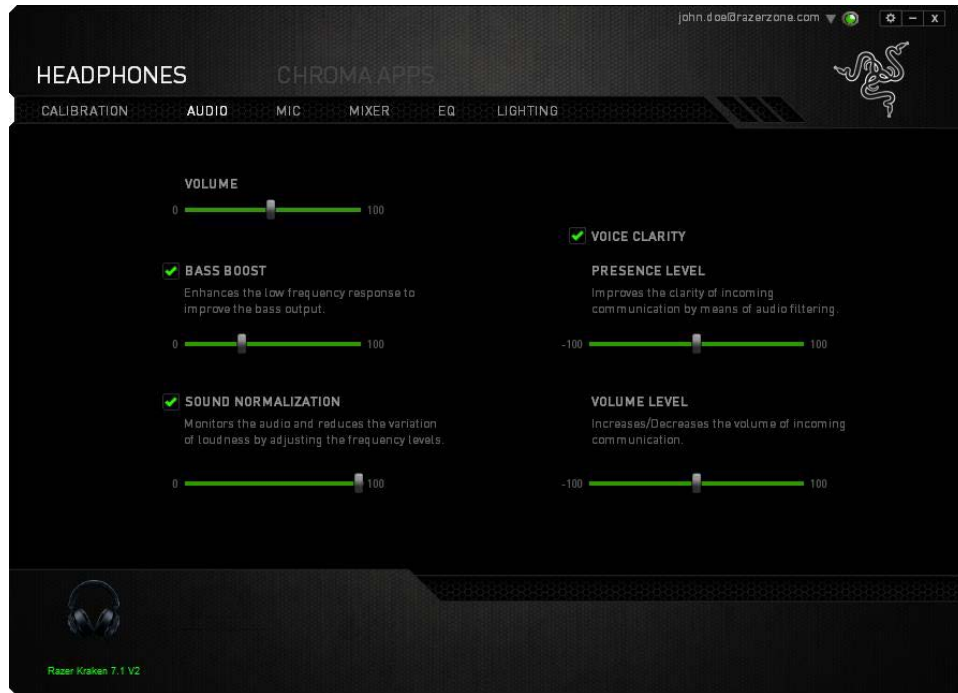 john.doe@razerzone.com
HEADPHONES CHROMA APPS
CALIBRATION AUDIO MIC MIXER EQ LIGHTING
VOLUME
0 100
BASS BOOST
Enhances the low frequency response to
improve the bass output.
0 100
SOUND NORMALIZATION
Monitors the audio and reduces the variation
of loudness by adjusting the frequency levels.
0 100
VOICE CLARITY
PRESENCE LEVEL
Improves the clarity of incoming
communication by means of audio filtering.
-100 100
VOLUME LEVEL
Increases/Decreases the volume of incoming
communication.
-100 100
Razer Kraken 7.1 V2